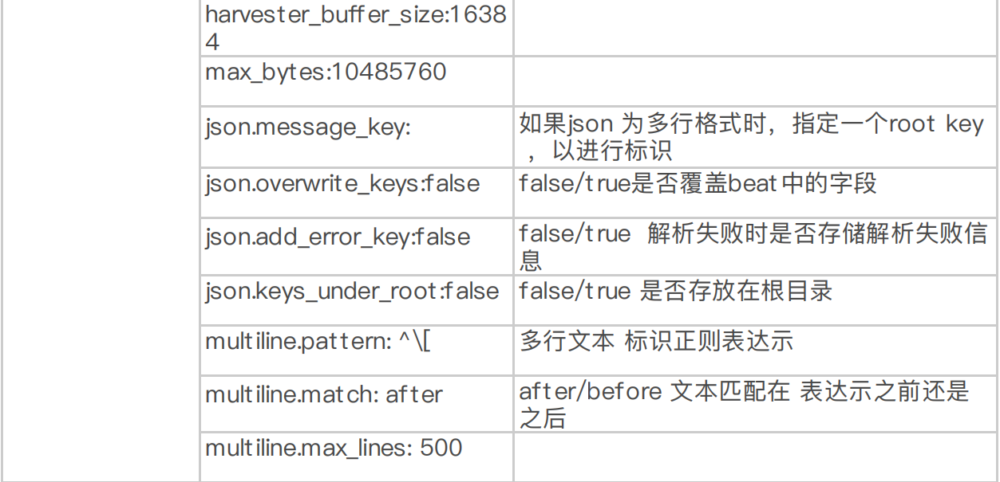 harvester_buffer_size:1638
4
max_bytes:10485760
json.message_key:
如果json 为多行格式时，指定一个root key
，以进行标识
json.overwrite_keys:false
false/true是否覆盖beat中的字段
json.add_error_key:false
false/true 解析失败时是否存储解析失败信
息
json.keys_under_root:false
false/true 是否存放在根目录
multiline.pattern: ^\[
多行文本 标识正则表达示
multiline.match: after
after/before 文本匹配在 表达示之前还是
之后
multiline.max_lines: 500